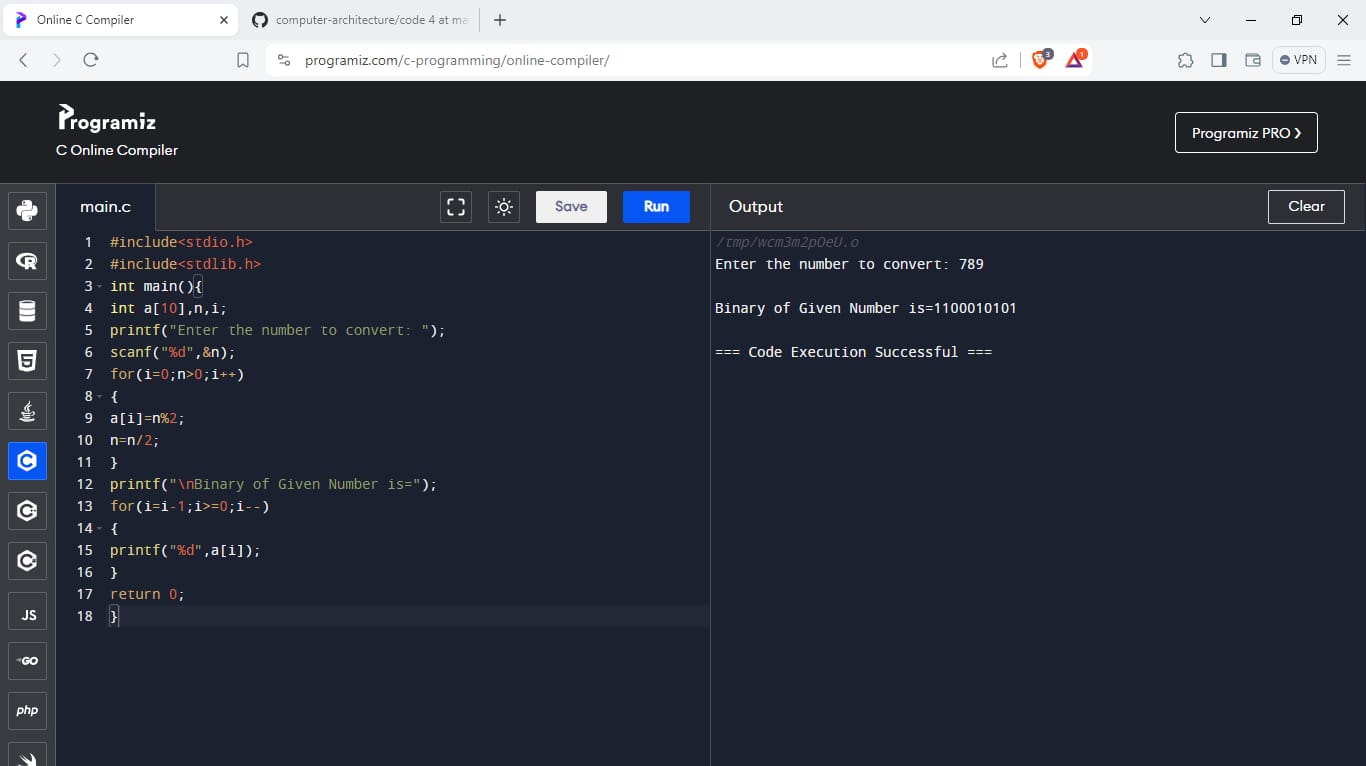 Online C Compiler
computer-architecture/code 4 at ma
programiz.com/c-programming/online-compiler/
3
1
VPN
Programiz
C Online Compiler
Programiz PRO ❯
main.c
Save
Run
Output
Clear
1 #include<stdio.h>
2 #include<stdlib.h>
3 int main(){
4 int a[10],n,i;
5 printf("Enter the number to convert: ");
6 scanf("%d",&n);
7 for(i=0;n>0;i++)
8 {
9 a[i]=n%2;
10 n=n/2;
11 }
12 printf("\nBinary of Given Number is=");
13 for(i=i-1;i>=0;i--)
14 {
15 printf("%d",a[i]);
16 }
17 return 0;
18 }
/tmp/wcm3m2pOeU.o
Enter the number to convert: 789
Binary of Given Number is=1100010101
=== Code Execution Successful ===
R
5
C
C
C
JS
GO
php